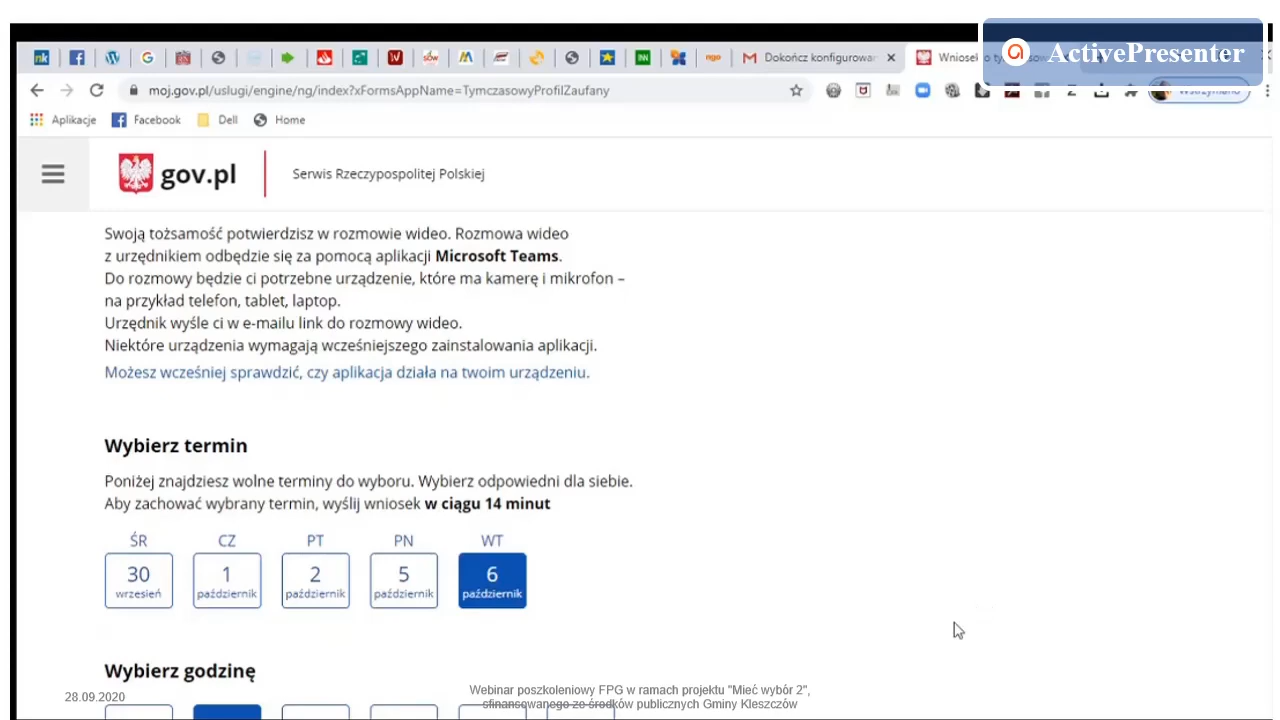 ActivePresenter
Dokończ konfigurowan
Wniosek o ty
moj.gov.pl/uslugi/engine/ng/index?xFormsAppName=TymczasowyProfilZaufany
Wstrzymano
Aplikacje Facebook Dell Home
gov.pl Serwis Rzeczypospolitej Polskiej
Swoją tożsamość potwierdzisz w rozmowie wideo. Rozmowa wideo
z urzędnikiem odbędzie się za pomocą aplikacji Microsoft Teams.
Do rozmowy będzie ci potrzebne urządzenie, które ma kamerę i mikrofon –
na przykład telefon, tablet, laptop.
Urzędnik wyśle ci w e-mailu link do rozmowy wideo.
Niektóre urządzenia wymagają wcześniejszego zainstalowania aplikacji.
Możesz wcześniej sprawdzić, czy aplikacja działa na twoim urządzeniu.
Wybierz termin
Poniżej znajdziesz wolne terminy do wyboru. Wybierz odpowiedni dla siebie.
Aby zachować wybrany termin, wyślij wniosek w ciągu 14 minut
ŚR CZ PT PN WT
30 1 2 5 6
wrzesień październik październik październik październik
Wybierz godzinę
28.09.2020
Webinar poszkoleniowy FPG w ramach projektu "Mieć wybór 2",
sfinansowanego ze środków publicznych Gminy Kleszczów